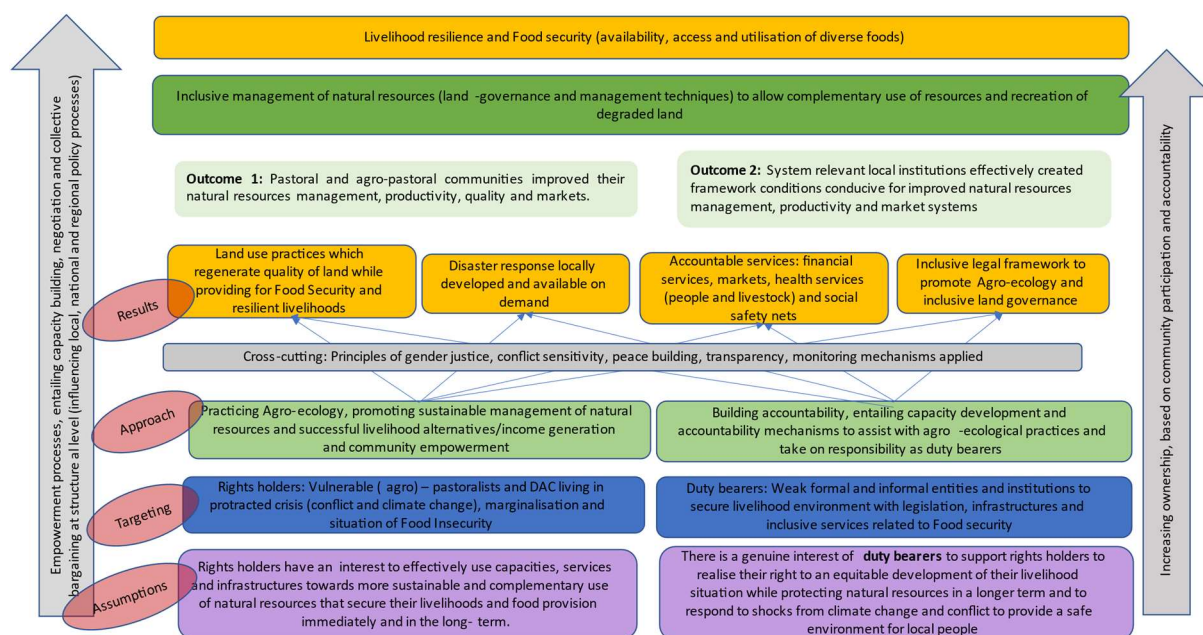 Livelihood resilience and Food security (availability, access and utilisation of diverse foods)
Inclusive management of natural resources (land -governance and management techniques) to allow complementary use of resources and recreation of
degraded land
Outcome 1: Pastoral and agro-pastoral communities improved their
natural resources management, productivity, quality and markets.
Outcome 2: System relevant local institutions effectively created
framework conditions conducive for improved natural resources
management, productivity and market systems
Results
Land use practices which
regenerate quality of land while
providing for Food Security and
resilient livelihoods
Disaster response locally
developed and available on
demand
Accountable services: financial
services, markets, health services
(people and livestock) and social
safety nets
Inclusive legal framework to
promote Agro-ecology and
inclusive land governance
Cross-cutting: Principles of gender justice, conflict sensitivity, peace building, transparency, monitoring mechanisms applied
Approach
Practicing Agro-ecology, promoting sustainable management of natural
resources and successful livelihood alternatives/income generation
and community empowerment
Building accountability, entailing capacity development and
accountability mechanisms to assist with agro -ecological practices and
take on responsibility as duty bearers
Targeting
Rights holders: Vulnerable ( agro) – pastoralists and DAC living in
protracted crisis (conflict and climate change), marginalisation and
situation of Food Insecurity
Duty bearers: Weak formal and informal entities and institutions to
secure livelihood environment with legislation, infrastructures and
inclusive services related to Food security
Assumptions
Rights holders have an interest to effectively use capacities, services
and infrastructures towards more sustainable and complementary use
of natural resources that secure their livelihoods and food provision
immediately and in the long- term.
There is a genuine interest of duty bearers to support rights holders to
realise their right to an equitable development of their livelihood
situation while protecting natural resources in a longer term and to
respond to shocks from climate change and conflict to provide a safe
environment for local people
Empowerment processes, entailing capacity building, negotiation and collective
bargaining at structure al level (influencing local, national and regional policy processes)
Increasing ownership, based on community participation and accountability